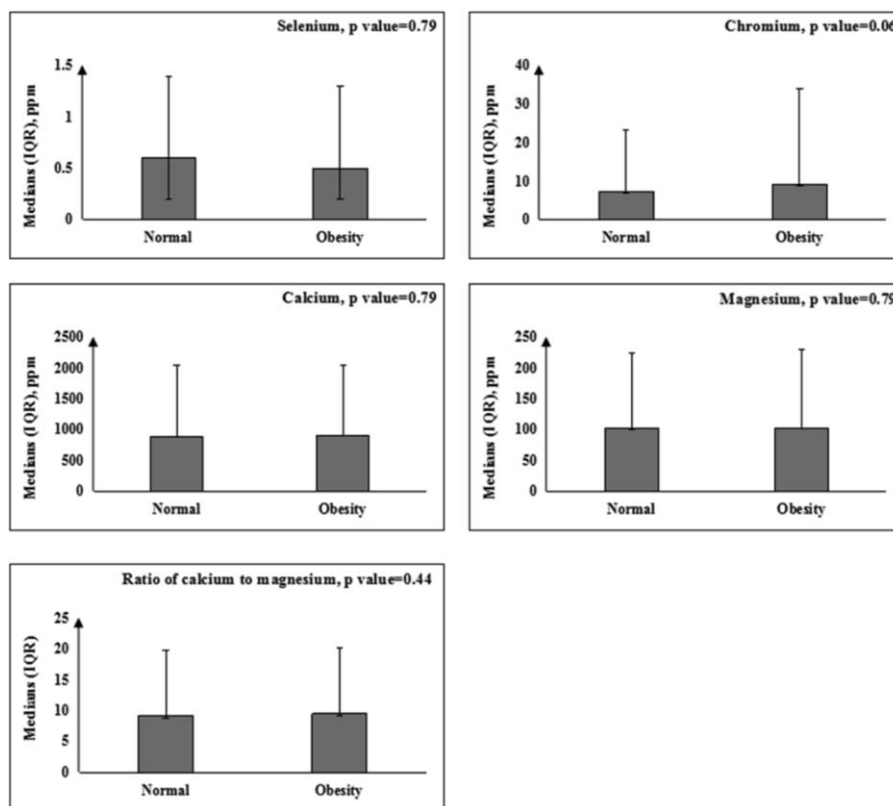 Selenium, p value=0.79
Medians (IQR), ppm
1.5
1
0.5
0
Normal Obesity
Chromium, p value=0.06
Medians (IQR), ppm
40
30
20
10
0
Normal Obesity
Calcium, p value=0.79
Medians (IQR), ppm
2500
2000
1500
1000
500
0
Normal Obesity
Magnesium, p value=0.79
Medians (IQR), ppm
250
200
150
100
50
0
Normal Obesity
Ratio of calcium to magnesium, p value=0.44
Medians (IQR)
25
20
15
10
5
0
Normal Obesity